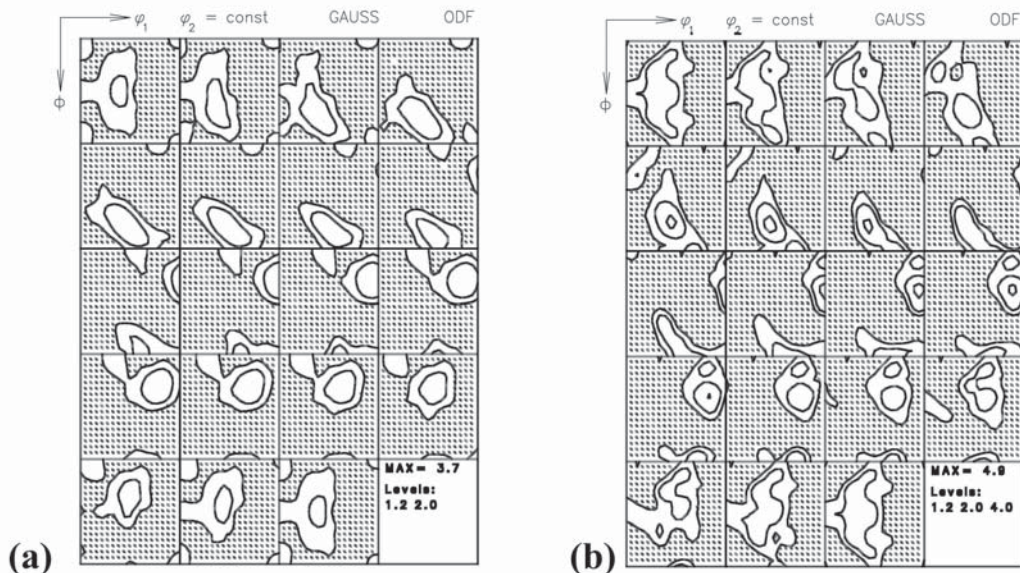 φ₁ φ₂ = const GAUSS ODF
ϕ
MAX= 3.7
Levels:
1.2 2.0
(a)
φ₁ φ₂ = const GAUSS ODF
ϕ
MAX= 4.9
Levels:
1.2 2.0 4.0
(b)